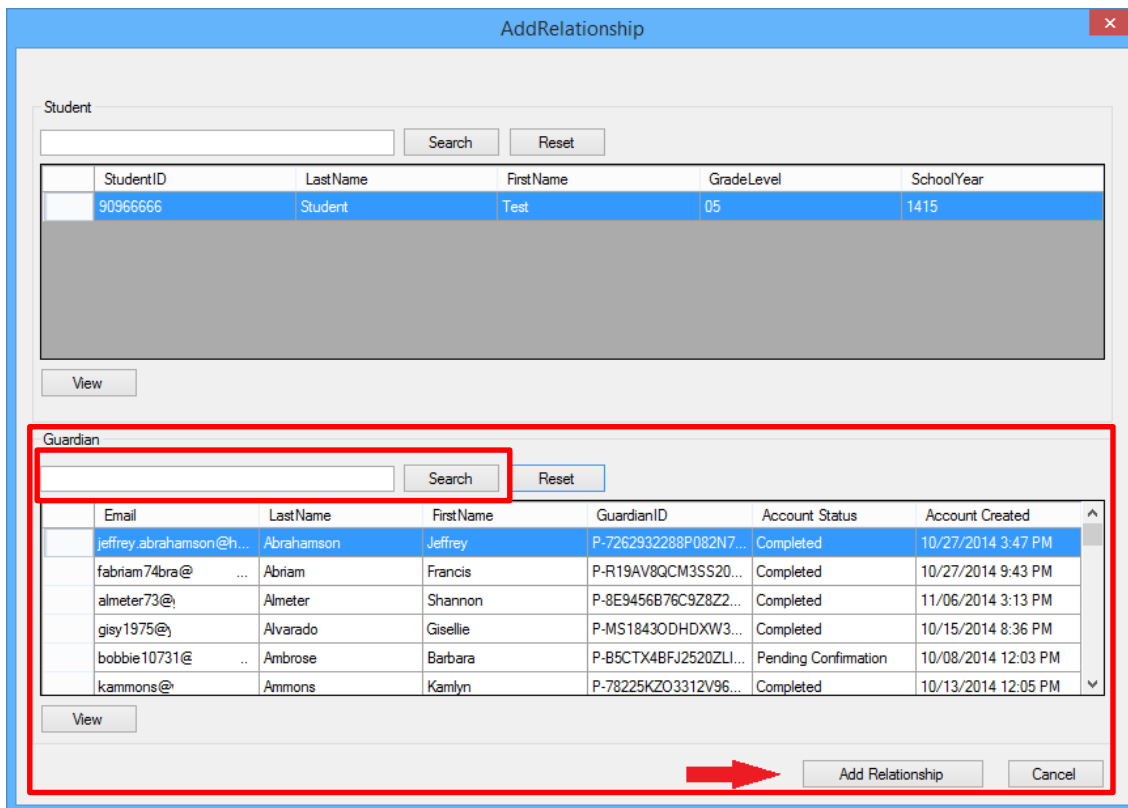 AddRelationship
Student
Search Reset
StudentID LastName FirstName GradeLevel SchoolYear
90966666 Student Test 05 1415
View
Guardian
Search Reset
Email LastName FirstName GuardianID Account Status Account Created
jeffrey.abrahamson@h... Abrahamson Jeffrey P-7262932288P082N7... Completed 10/27/2014 3:47 PM
fabriam74bra@ ... Abriam Francis P-R19AV8QCM3SS20... Completed 10/27/2014 9:43 PM
almeter73@ Almeter Shannon P-8E9456B76C9Z8Z2... Completed 11/06/2014 3:13 PM
gisy1975@ Alvarado Gisellie P-MS1843ODHDXW3... Completed 10/15/2014 8:36 PM
bobbie10731@ .. Ambrose Barbara P-B5CTX4BFJ2520ZLI... Pending Confirmation 10/08/2014 12:03 PM
kammons@ Ammons Kamlyn P-78225KZO3312V96... Completed 10/13/2014 12:05 PM
View
Add Relationship Cancel